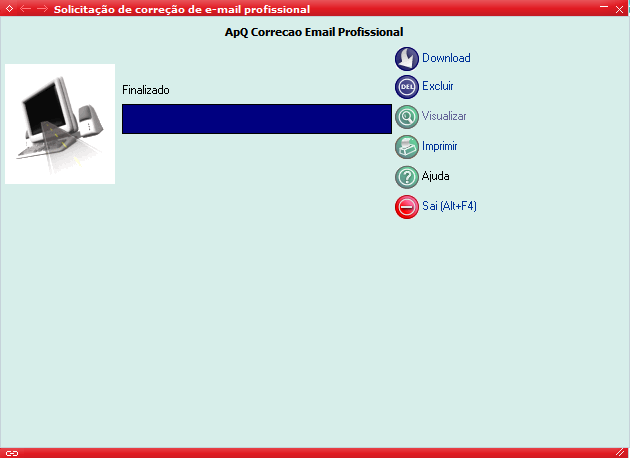 Solicitação de correção de e-mail profissional
ApQ Correcao Email Profissional
Download
Finalizado
DEL Excluir
Visualizar
Imprimir
? Ajuda
Sai (Alt+F4)